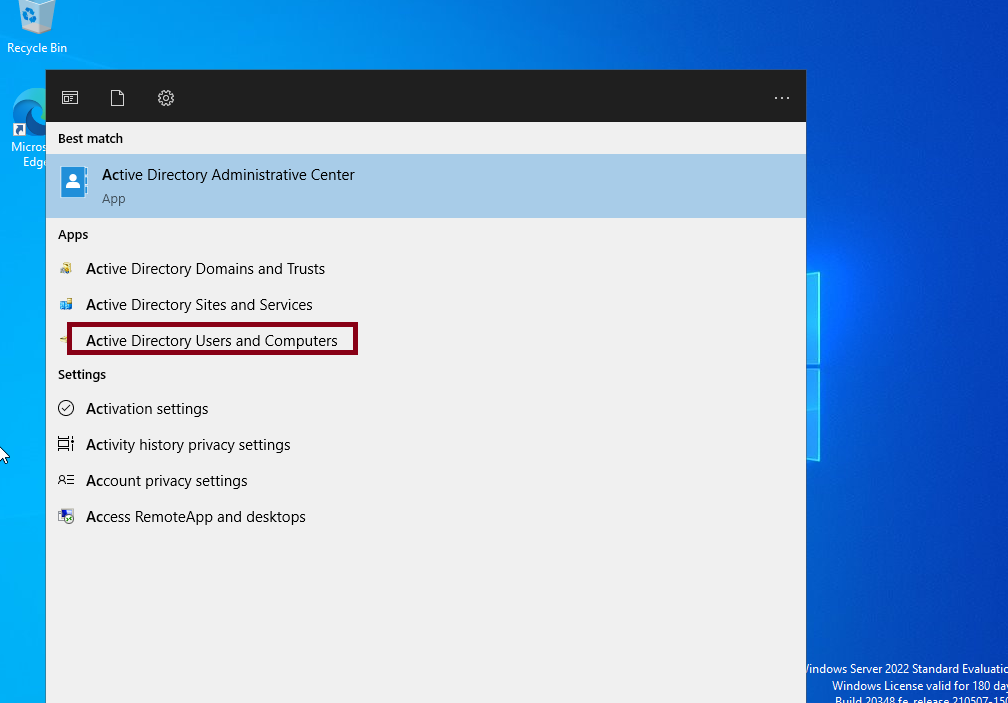 Recycle Bin
Micros
Edge
Best match
Active Directory Administrative Center
App
Apps
Active Directory Domains and Trusts
Active Directory Sites and Services
Active Directory Users and Computers
Settings
Activation settings
Activity history privacy settings
Account privacy settings
Access RemoteApp and desktops
Windows Server 2022 Standard Evaluatio
Windows License valid for 180 day
Build 20348.fe_release.210507-150